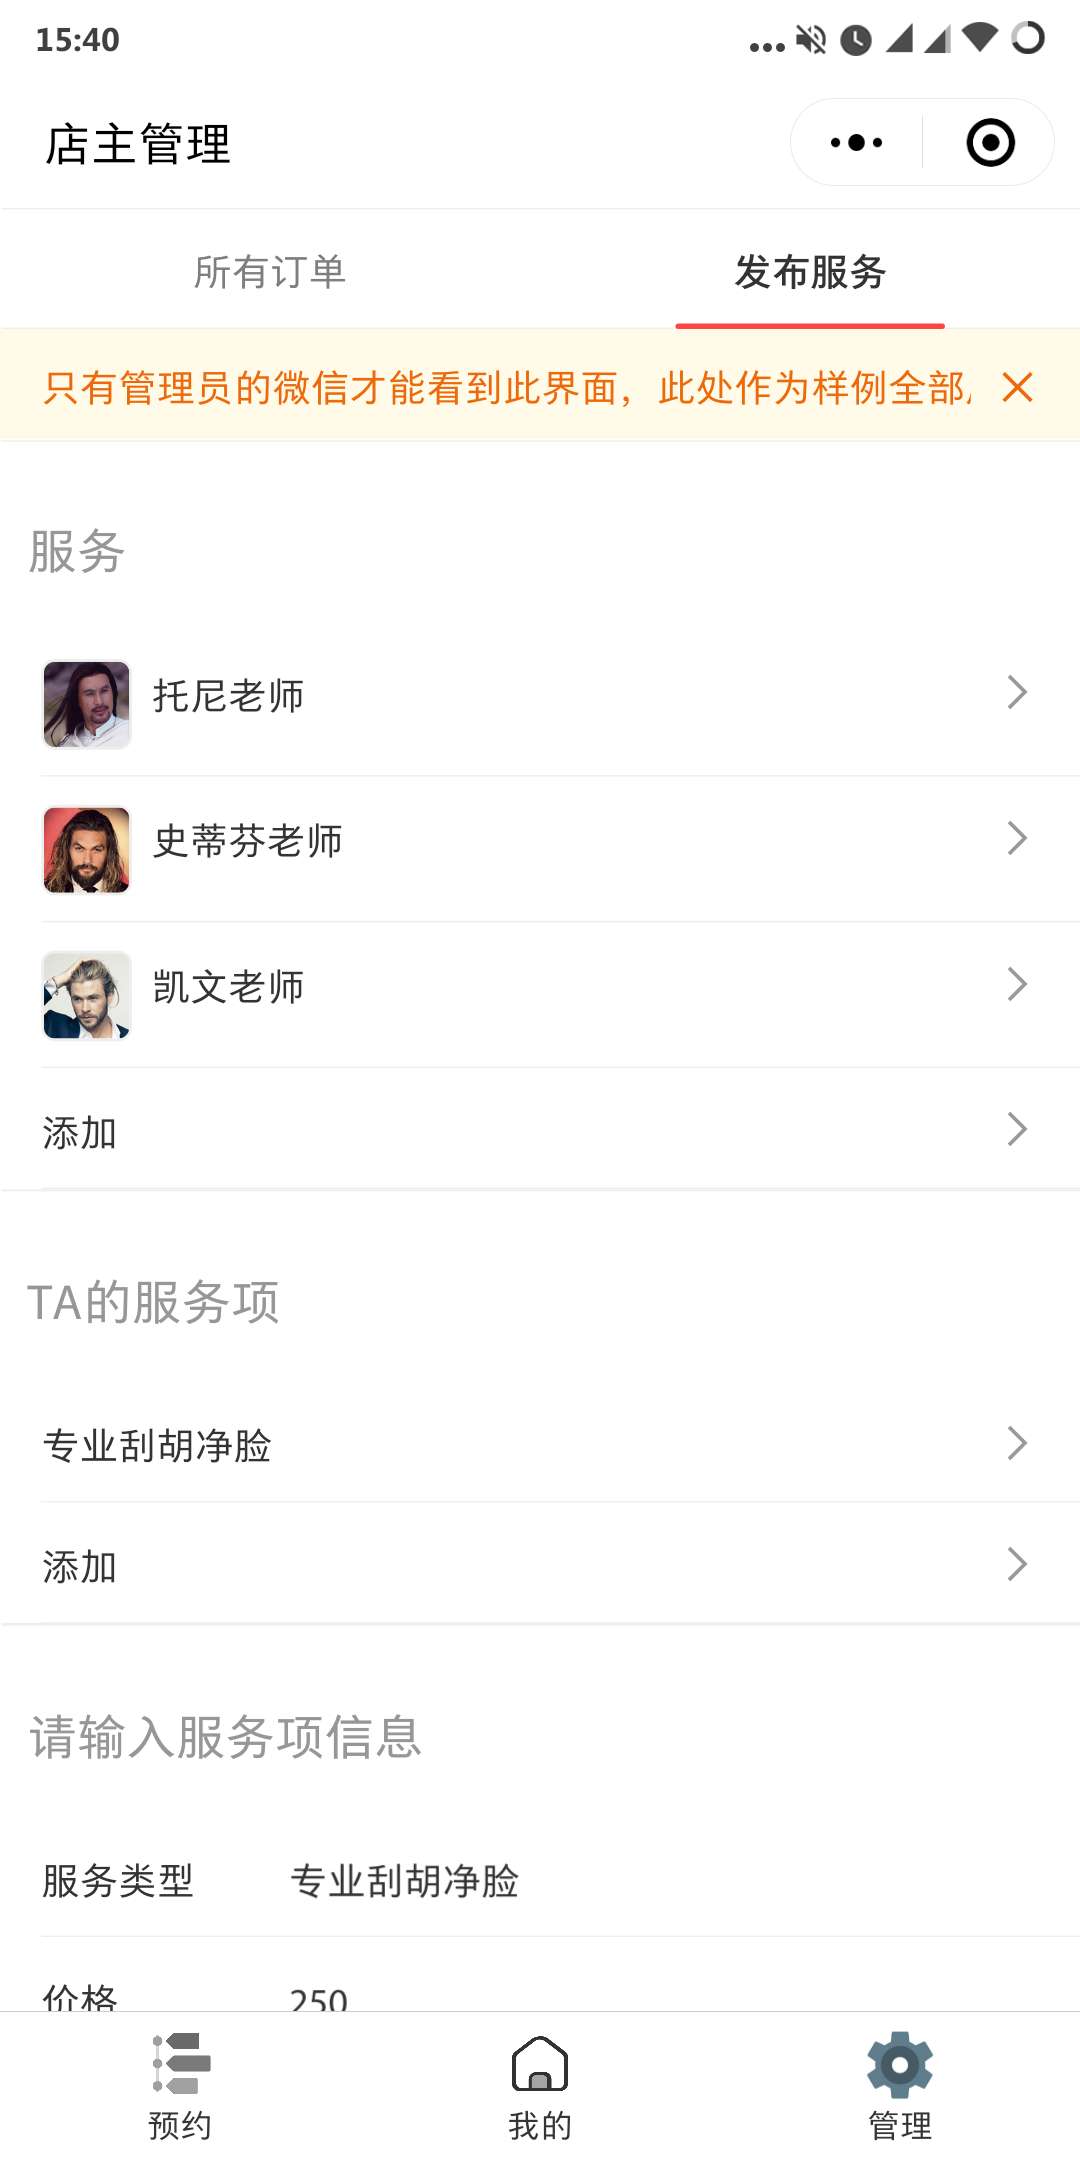 15:40
店主管理
所有订单 发布服务
只有管理员的微信才能看到此界面，此处作为样例全部
服务
托尼老师
史蒂芬老师
凯文老师
添加
TA的服务项
专业刮胡净脸
添加
请输入服务项信息
服务类型 专业刮胡净脸
价格 250
预约 我的 管理